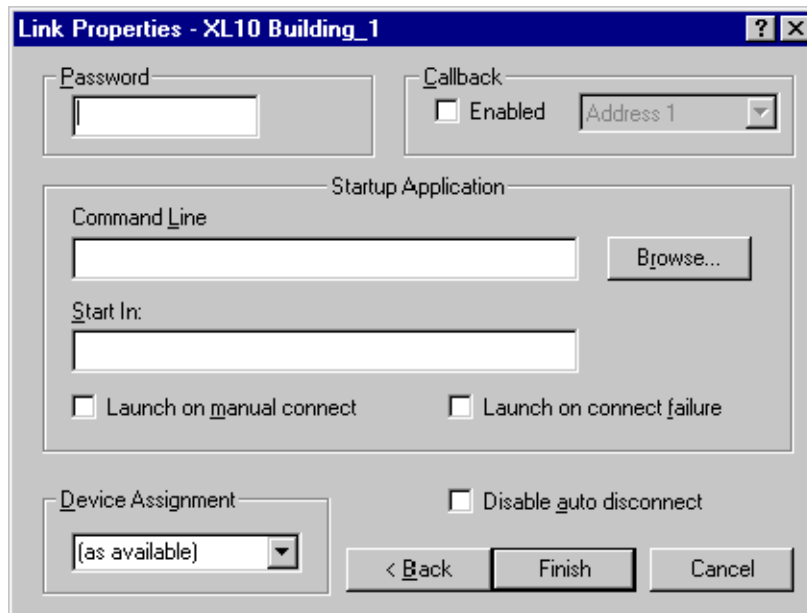 Link Properties - XL10 Building_1
Password
Callback
Enabled
Address 1
Startup Application
Command Line
Browse...
Start In:
Launch on manual connect
Launch on connect failure
Device Assignment
Disable auto disconnect
(as available)
< Back
Finish
Cancel